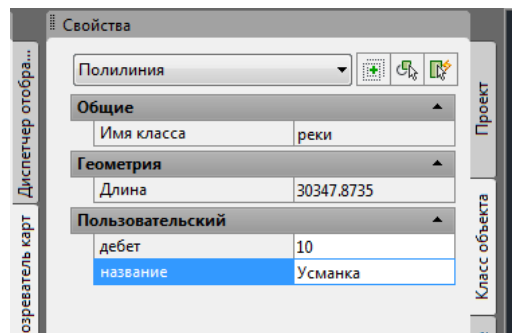 Свойства
Полилиния
Общие
Имя класса реки
Геометрия
Длина 30347.8735
Пользовательский
дебет 10
название Усманка
Диспетчер отобра...
озреватель карт
Проект
Класс объекта